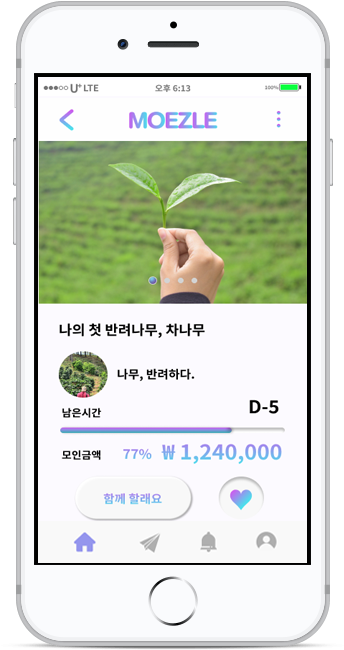 U+ LTE 오후 6:13 100%
MOEZLE
나의 첫 반려나무, 차나무
나무, 반려하다.
남은시간 D-5
모인금액 77% ₩ 1,240,000
함께 할래요